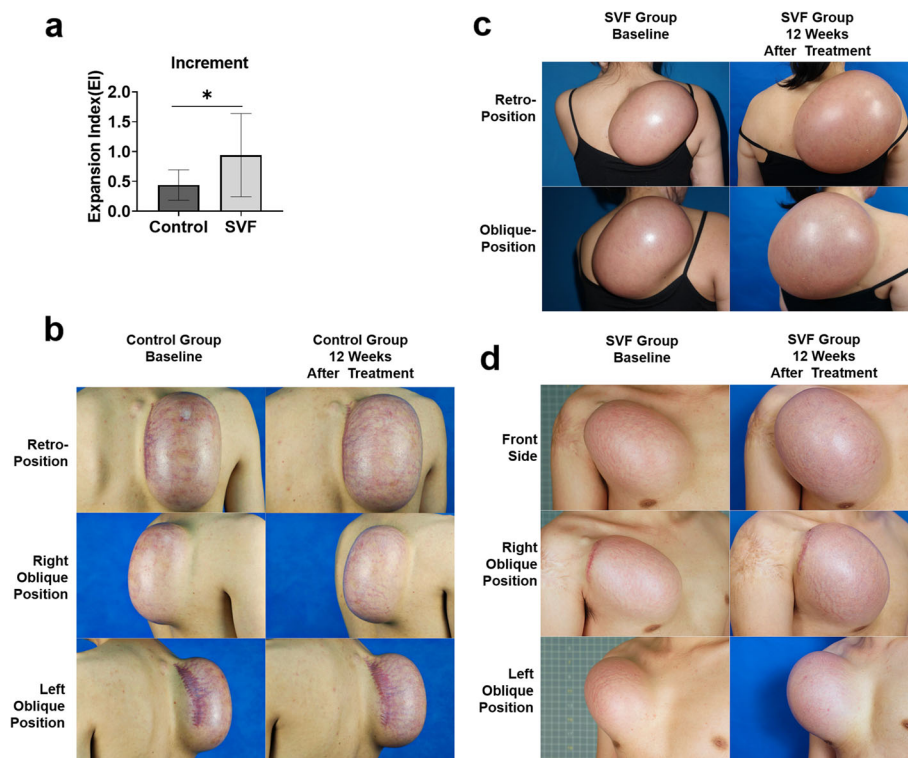 a
Increment
*
Expansion Index(EI)
2.0
1.5
1.0
0.5
0.0
Control SVF
b
Control Group
Baseline
Control Group
12 Weeks
After Treatment
Retro-
Position
Right
Oblique
Position
Left
Oblique
Position
c
SVF Group
Baseline
SVF Group
12 Weeks
After Treatment
Retro-
Position
Oblique-
Position
d
SVF Group
Baseline
SVF Group
12 Weeks
After Treatment
Front
Side
Right
Oblique
Position
Left
Oblique
Position